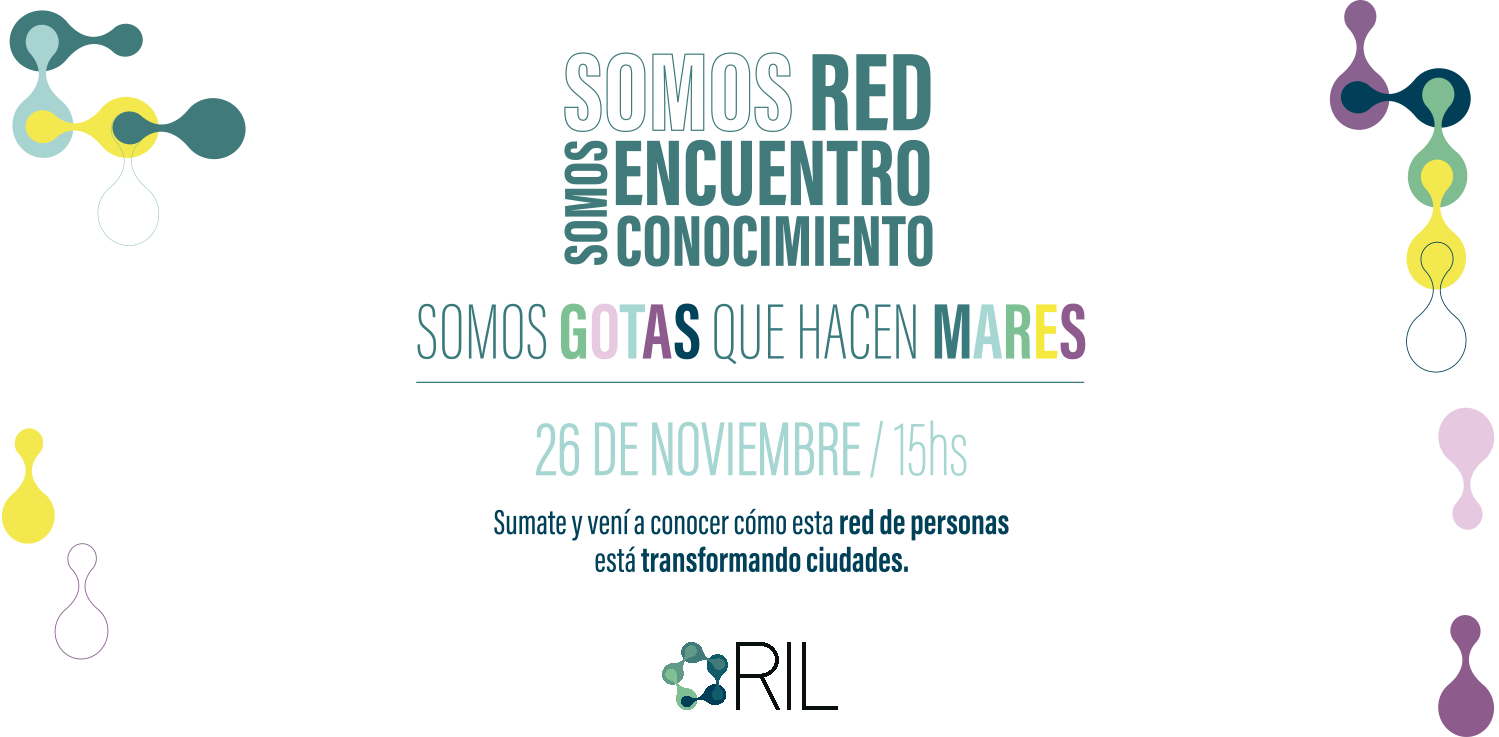 SOMOS RED
SOMOS ENCUENTRO
CONOCIMIENTO
SOMOS GOTAS QUE HACEN MARES
26 DE NOVIEMBRE / 15hs
Sumate y vení a conocer cómo esta red de personas
está transformando ciudades.
RIL